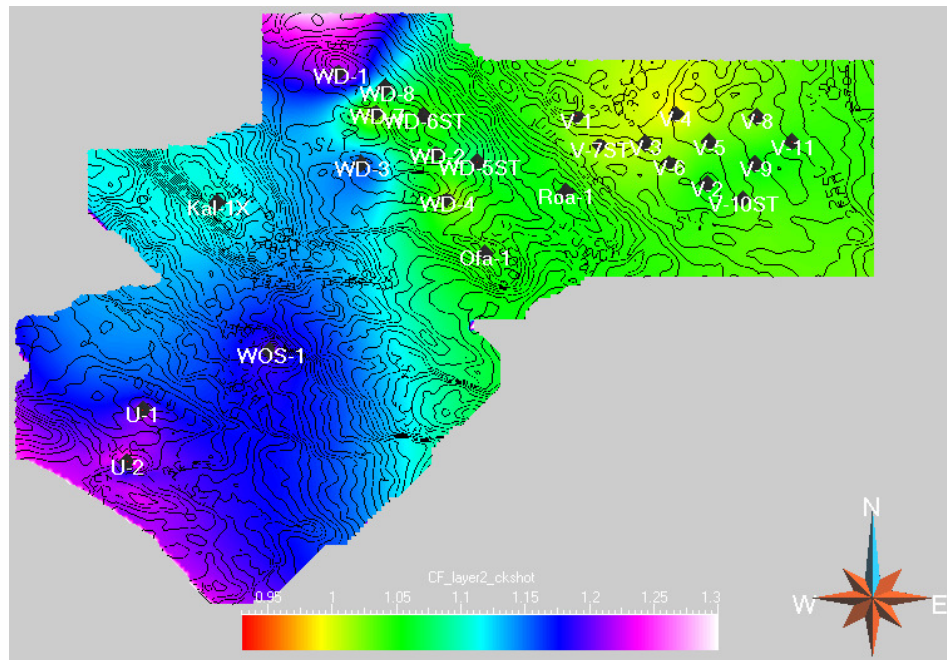 WD-1
WD-8
WD-7 WD-6ST
V-1 V-4 V-8
V-7ST V-3 V-5 V-11
WD-3 WD-2 WD-5ST
V-6 V-9
Kal-1X WD-4 Roa-1 V-2 V-10ST
Ofa-1
WOS-1
U-1
U-2
N
W E
S
CF_layer2_ckshot
0.95 1 1.05 1.1 1.15 1.2 1.25 1.3